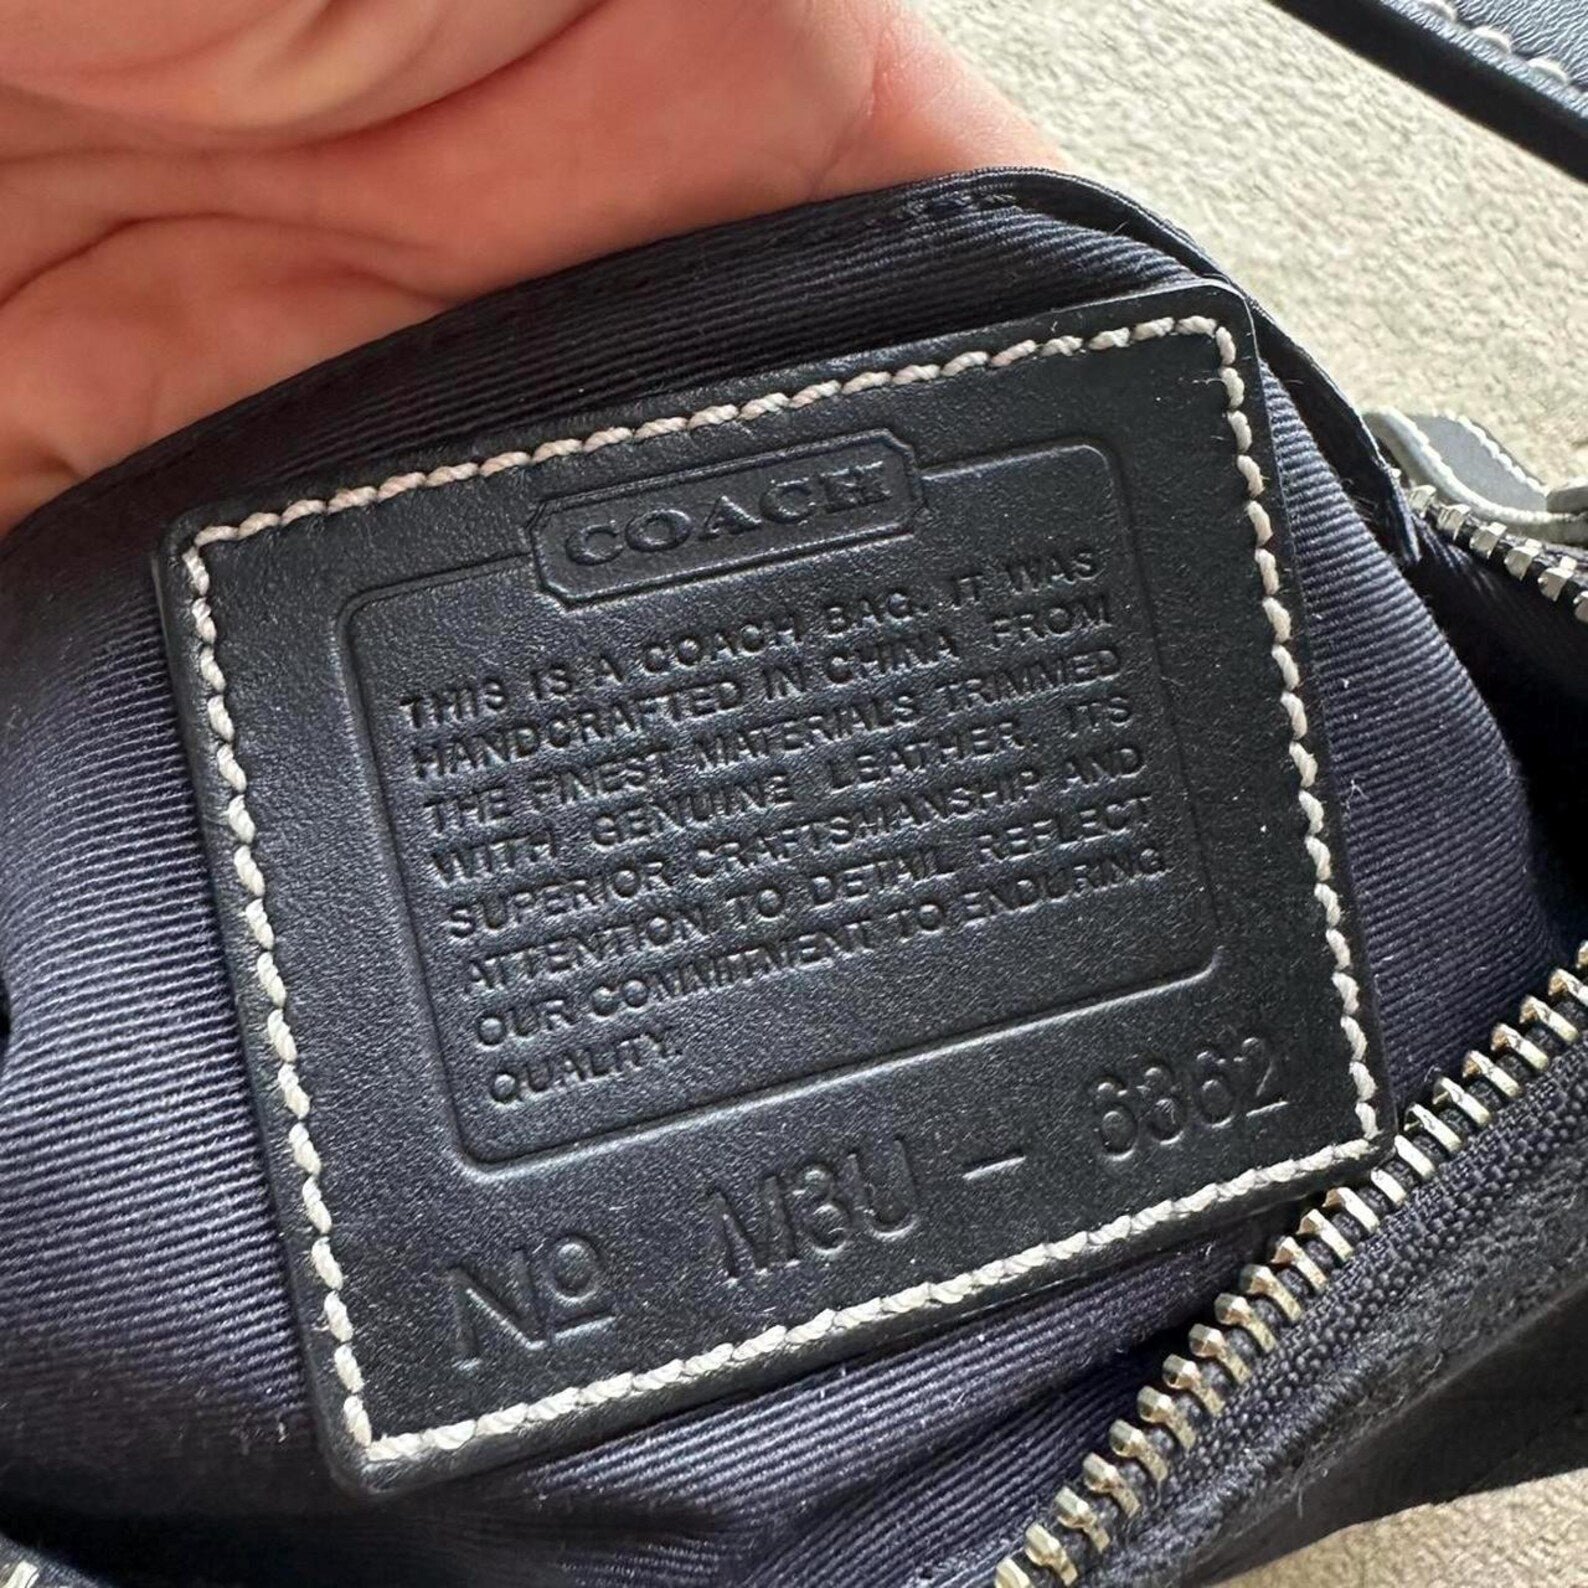 COACH
THIS IS A COACH BAG. IT WAS
HANDCRAFTED IN CHINA FROM
THE FINEST MATERIALS TRIMMED
WITH GENUINE LEATHER. ITS
SUPERIOR CRAFTSMANSHIP AND
ATTENTION TO DETAIL REFLECT
OUR COMMITMENT TO ENDURING
QUALITY.
Nº M3U - 6362